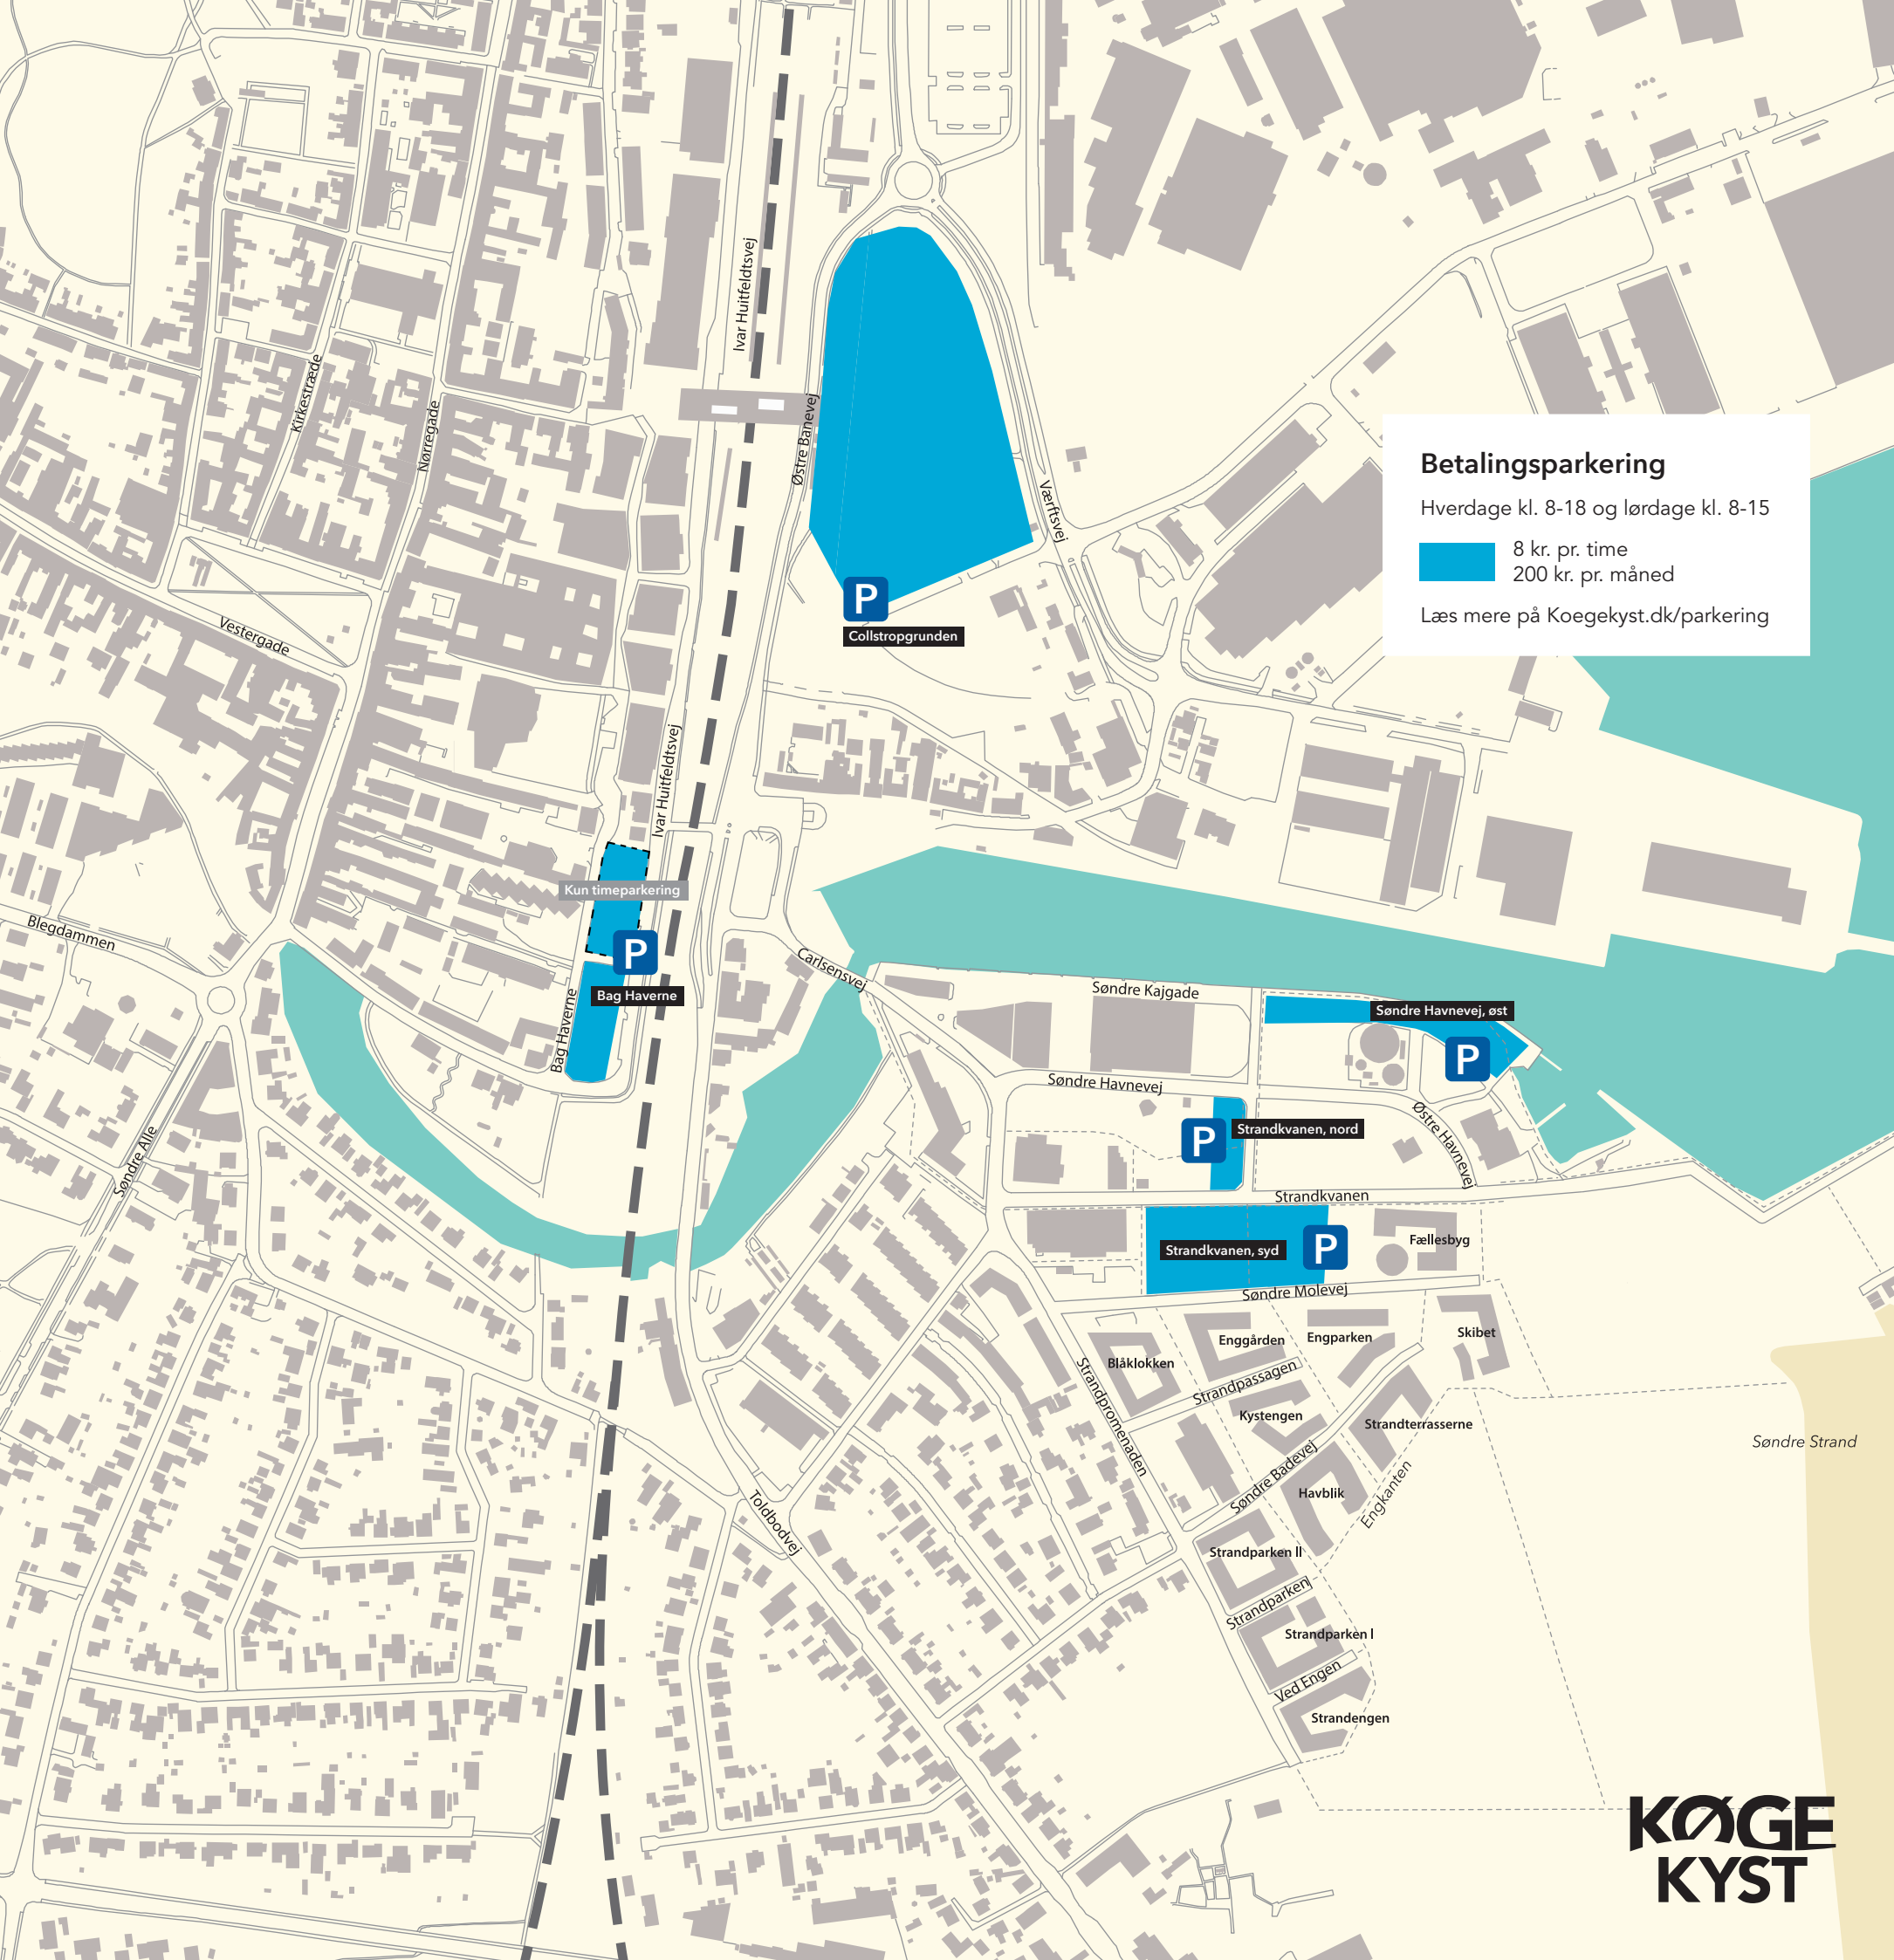 Ivar Huitfeldtsvej
Kirkestræde
Nørregade
Østre Banevej
Værftsvej
Betalingsparkering
Hverdage kl. 8-18 og lørdage kl. 8-15
8 kr. pr. time
200 kr. pr. måned
Læs mere på Koegekyst.dk/parkering
P
Collstropgrunden
Vestergade
Ivar Huitfeldtsvej
Kun timeparkering
P
Bag Haverne
Bag Haverne
Blegdammen
Carlsensvej
Søndre Kajgade
Søndre Havnevej, øst
P
Søndre Havnevej
Østre Havnevej
P
Strandkvanen, nord
Søndre Alle
Strandkvanen
Strandkvanen, syd
P
Fællesbyg
Søndre Molevej
Skibet
Enggården
Engparken
Blåklokken
Strandpassagen
Strandpromenaden
Kystengen
Strandterrasserne
Søndre Strand
Søndre Badevej
Havblik
Engkanten
Toldbodvej
Strandparken II
Strandparken
Strandparken I
Ved Engen
Strandengen
KØGE
KYST